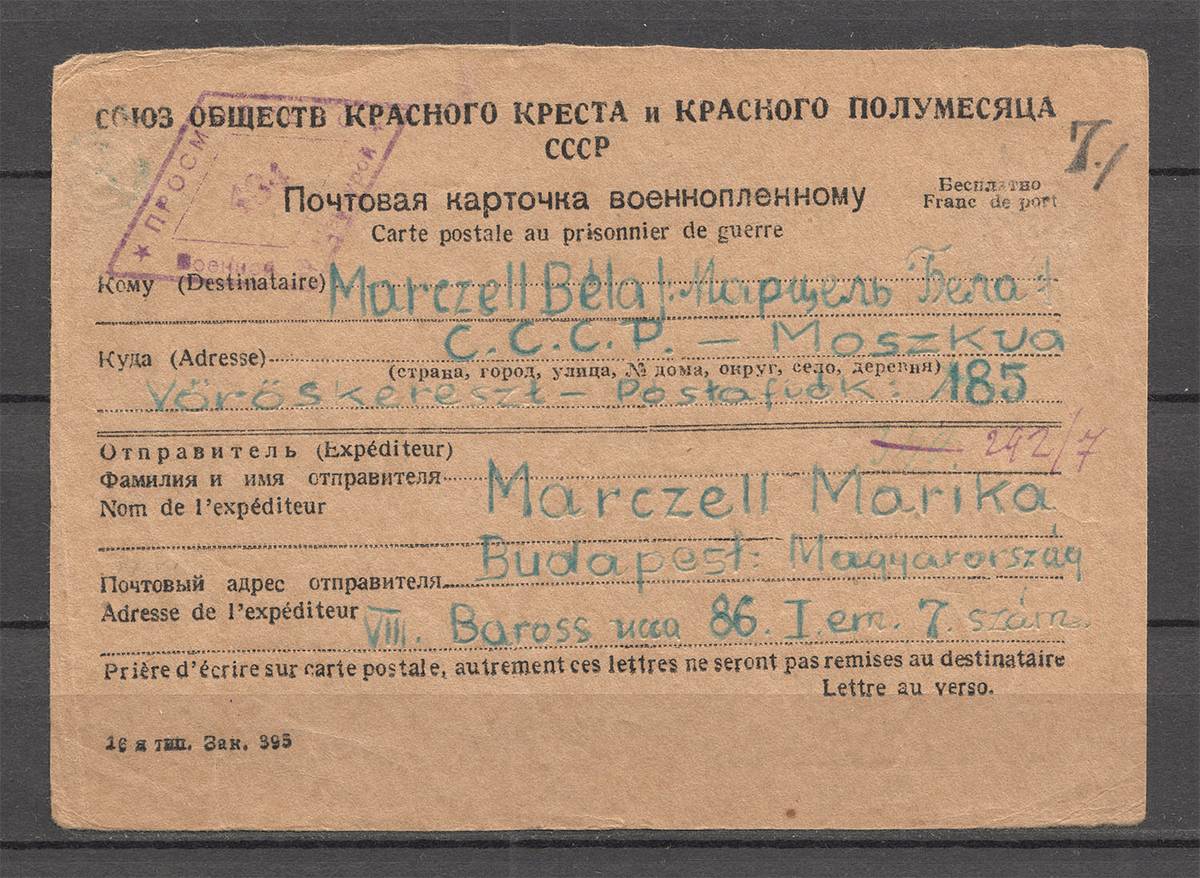 СОЮЗ ОБЩЕСТВ КРАСНОГО КРЕСТА и КРАСНОГО ПОЛУМЕСЯЦА
СССР
7./
Почтовая карточка военнопленному
Бесплатно
Franc de port
Carte postale au prisonnier de guerre
★ ПРОСМ
Военной
Кому (Destinataire) Marczell Béla /. Марцель Бела ./
С.С.С.Р. — Moszkva
Куда (Adresse)
(страна, город, улица, № дома, округ, село, деревня)
Vöröskereszt — Postafiók: 185
Отправитель (Expéditeur) 242/7
Фамилия и имя отправителя
Nom de l'expéditeur
Marczell Marika
Budapest: Magyarország
Почтовый адрес отправителя
Adresse de l'expéditeur VIII. Baross 86. I. em. 7. szám.
Prière d'écrire sur carte postale, autrement ces lettres ne seront pas remises au destinataire
Lettre au verso.
16 я тип. Зак. 395